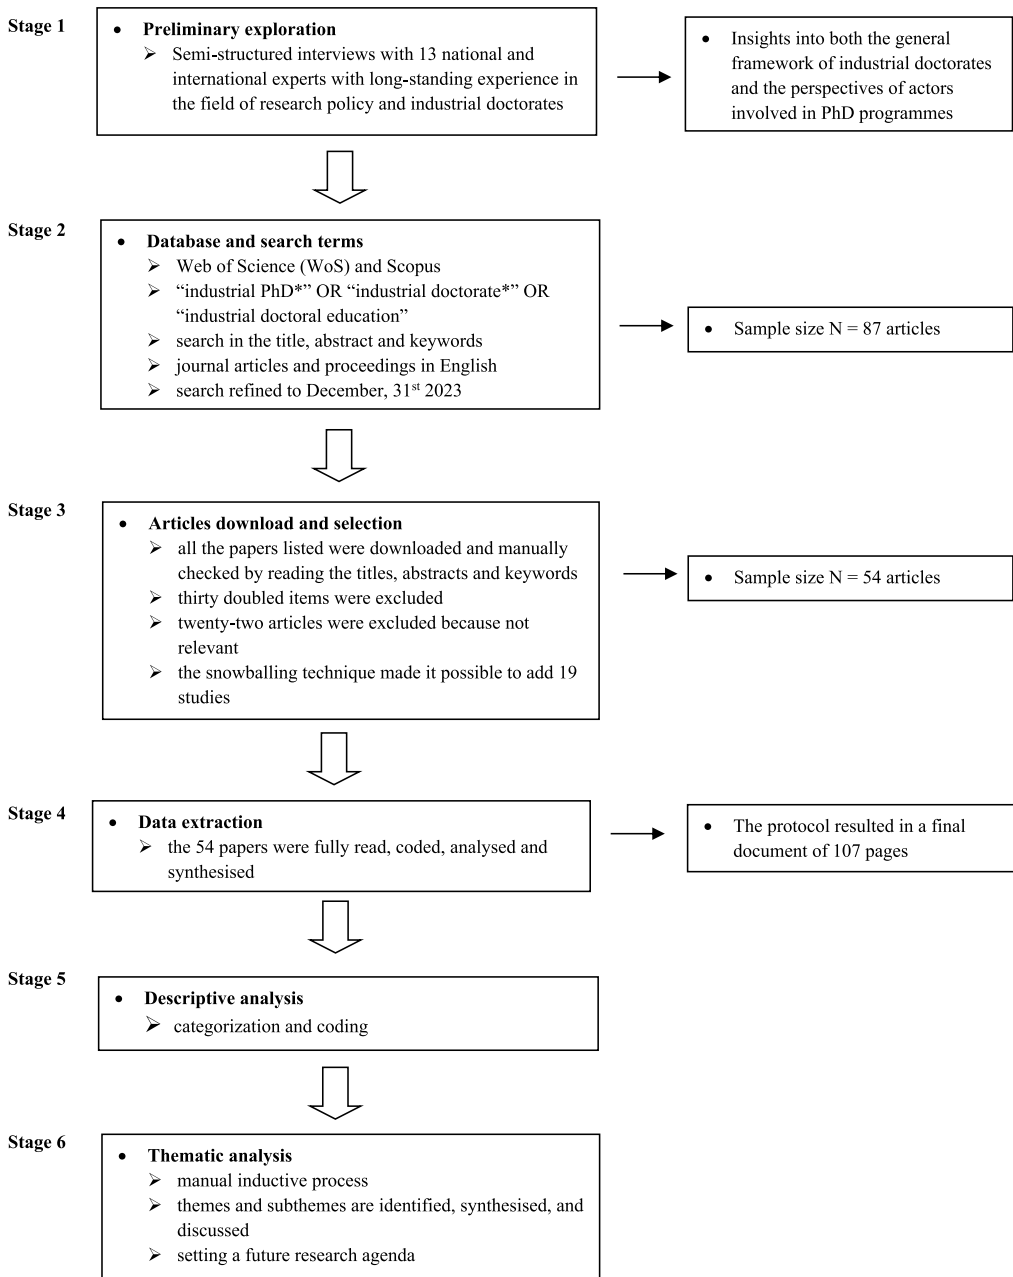 Stage 1
• Preliminary exploration
➢ Semi-structured interviews with 13 national and
international experts with long-standing experience in
the field of research policy and industrial doctorates
• Insights into both the general
framework of industrial doctorates
and the perspectives of actors
involved in PhD programmes
Stage 2
• Database and search terms
➢ Web of Science (WoS) and Scopus
➢ “industrial PhD*” OR “industrial doctorate*” OR
“industrial doctoral education”
➢ search in the title, abstract and keywords
➢ journal articles and proceedings in English
➢ search refined to December, 31st 2023
• Sample size N = 87 articles
Stage 3
• Articles download and selection
➢ all the papers listed were downloaded and manually
checked by reading the titles, abstracts and keywords
➢ thirty doubled items were excluded
➢ twenty-two articles were excluded because not
relevant
➢ the snowballing technique made it possible to add 19
studies
• Sample size N = 54 articles
Stage 4
• Data extraction
➢ the 54 papers were fully read, coded, analysed and
synthesised
• The protocol resulted in a final
document of 107 pages
Stage 5
• Descriptive analysis
➢ categorization and coding
Stage 6
• Thematic analysis
➢ manual inductive process
➢ themes and subthemes are identified, synthesised, and
discussed
➢ setting a future research agenda